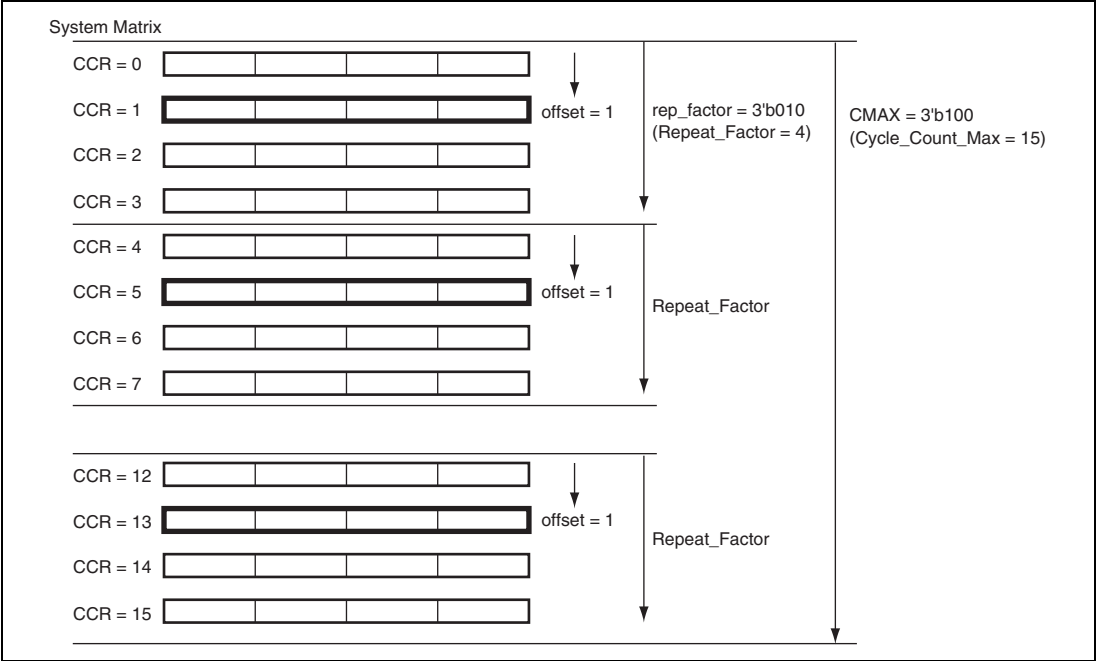 System Matrix
CCR = 0
CCR = 1
offset = 1
rep_factor = 3'b010
(Repeat_Factor = 4)
CMAX = 3'b100
(Cycle_Count_Max = 15)
CCR = 2
CCR = 3
CCR = 4
CCR = 5
offset = 1
Repeat_Factor
CCR = 6
CCR = 7
CCR = 12
CCR = 13
offset = 1
Repeat_Factor
CCR = 14
CCR = 15